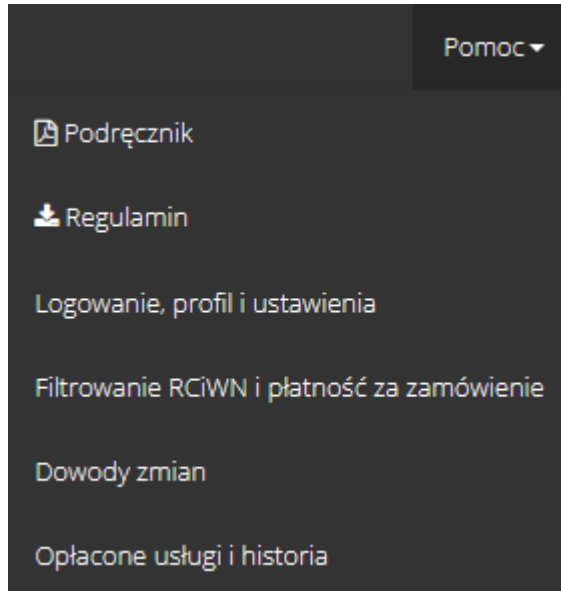 Pomoc
Podręcznik
Regulamin
Logowanie, profil i ustawienia
Filtrowanie RCiWN i płatność za zamówienie
Dowody zmian
Opłacone usługi i historia